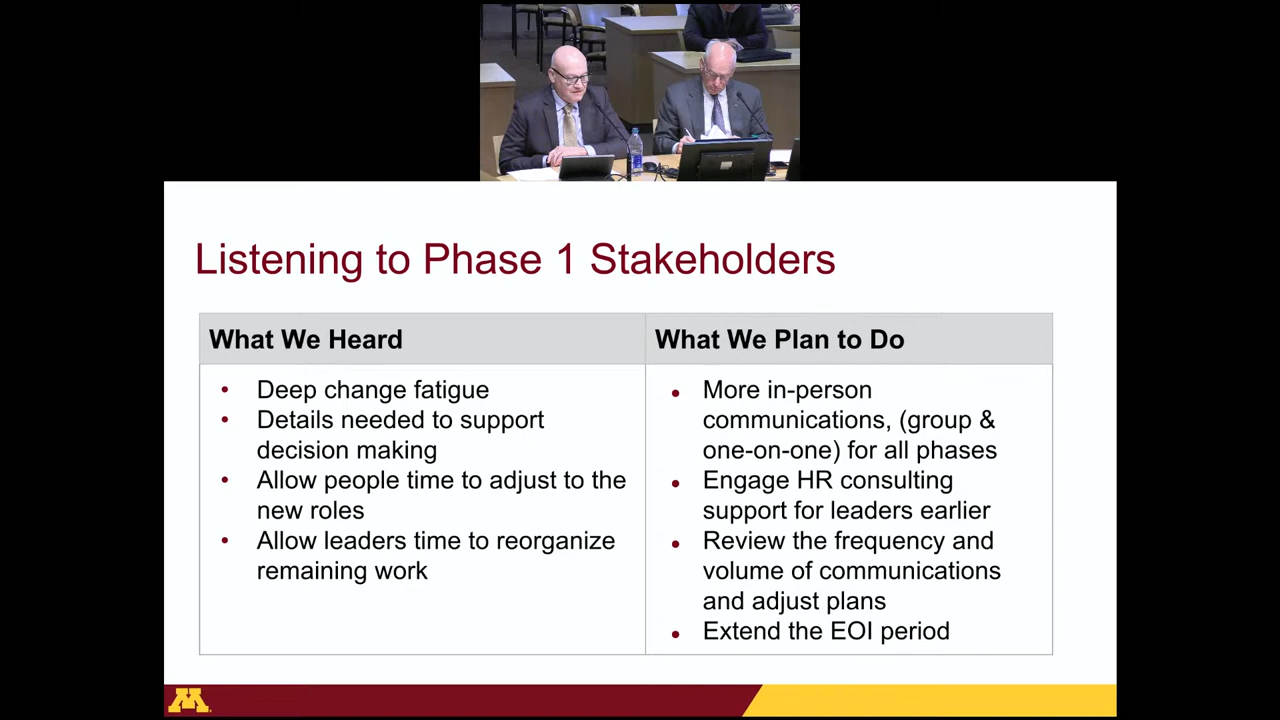 Listening to Phase 1 Stakeholders
What We Heard
• Deep change fatigue
• Details needed to support
decision making
• Allow people time to adjust to the
new roles
• Allow leaders time to reorganize
remaining work
What We Plan to Do
• More in-person
communications, (group &
one-on-one) for all phases
• Engage HR consulting
support for leaders earlier
• Review the frequency and
volume of communications
and adjust plans
• Extend the EOI period
M